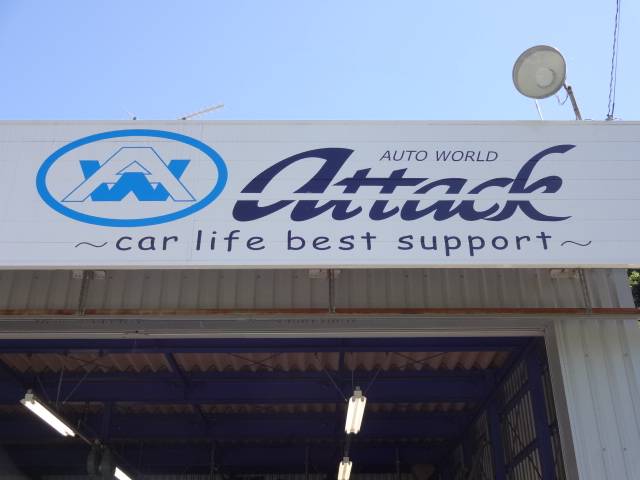 AUTO WORLD
Attack
~car life best support~